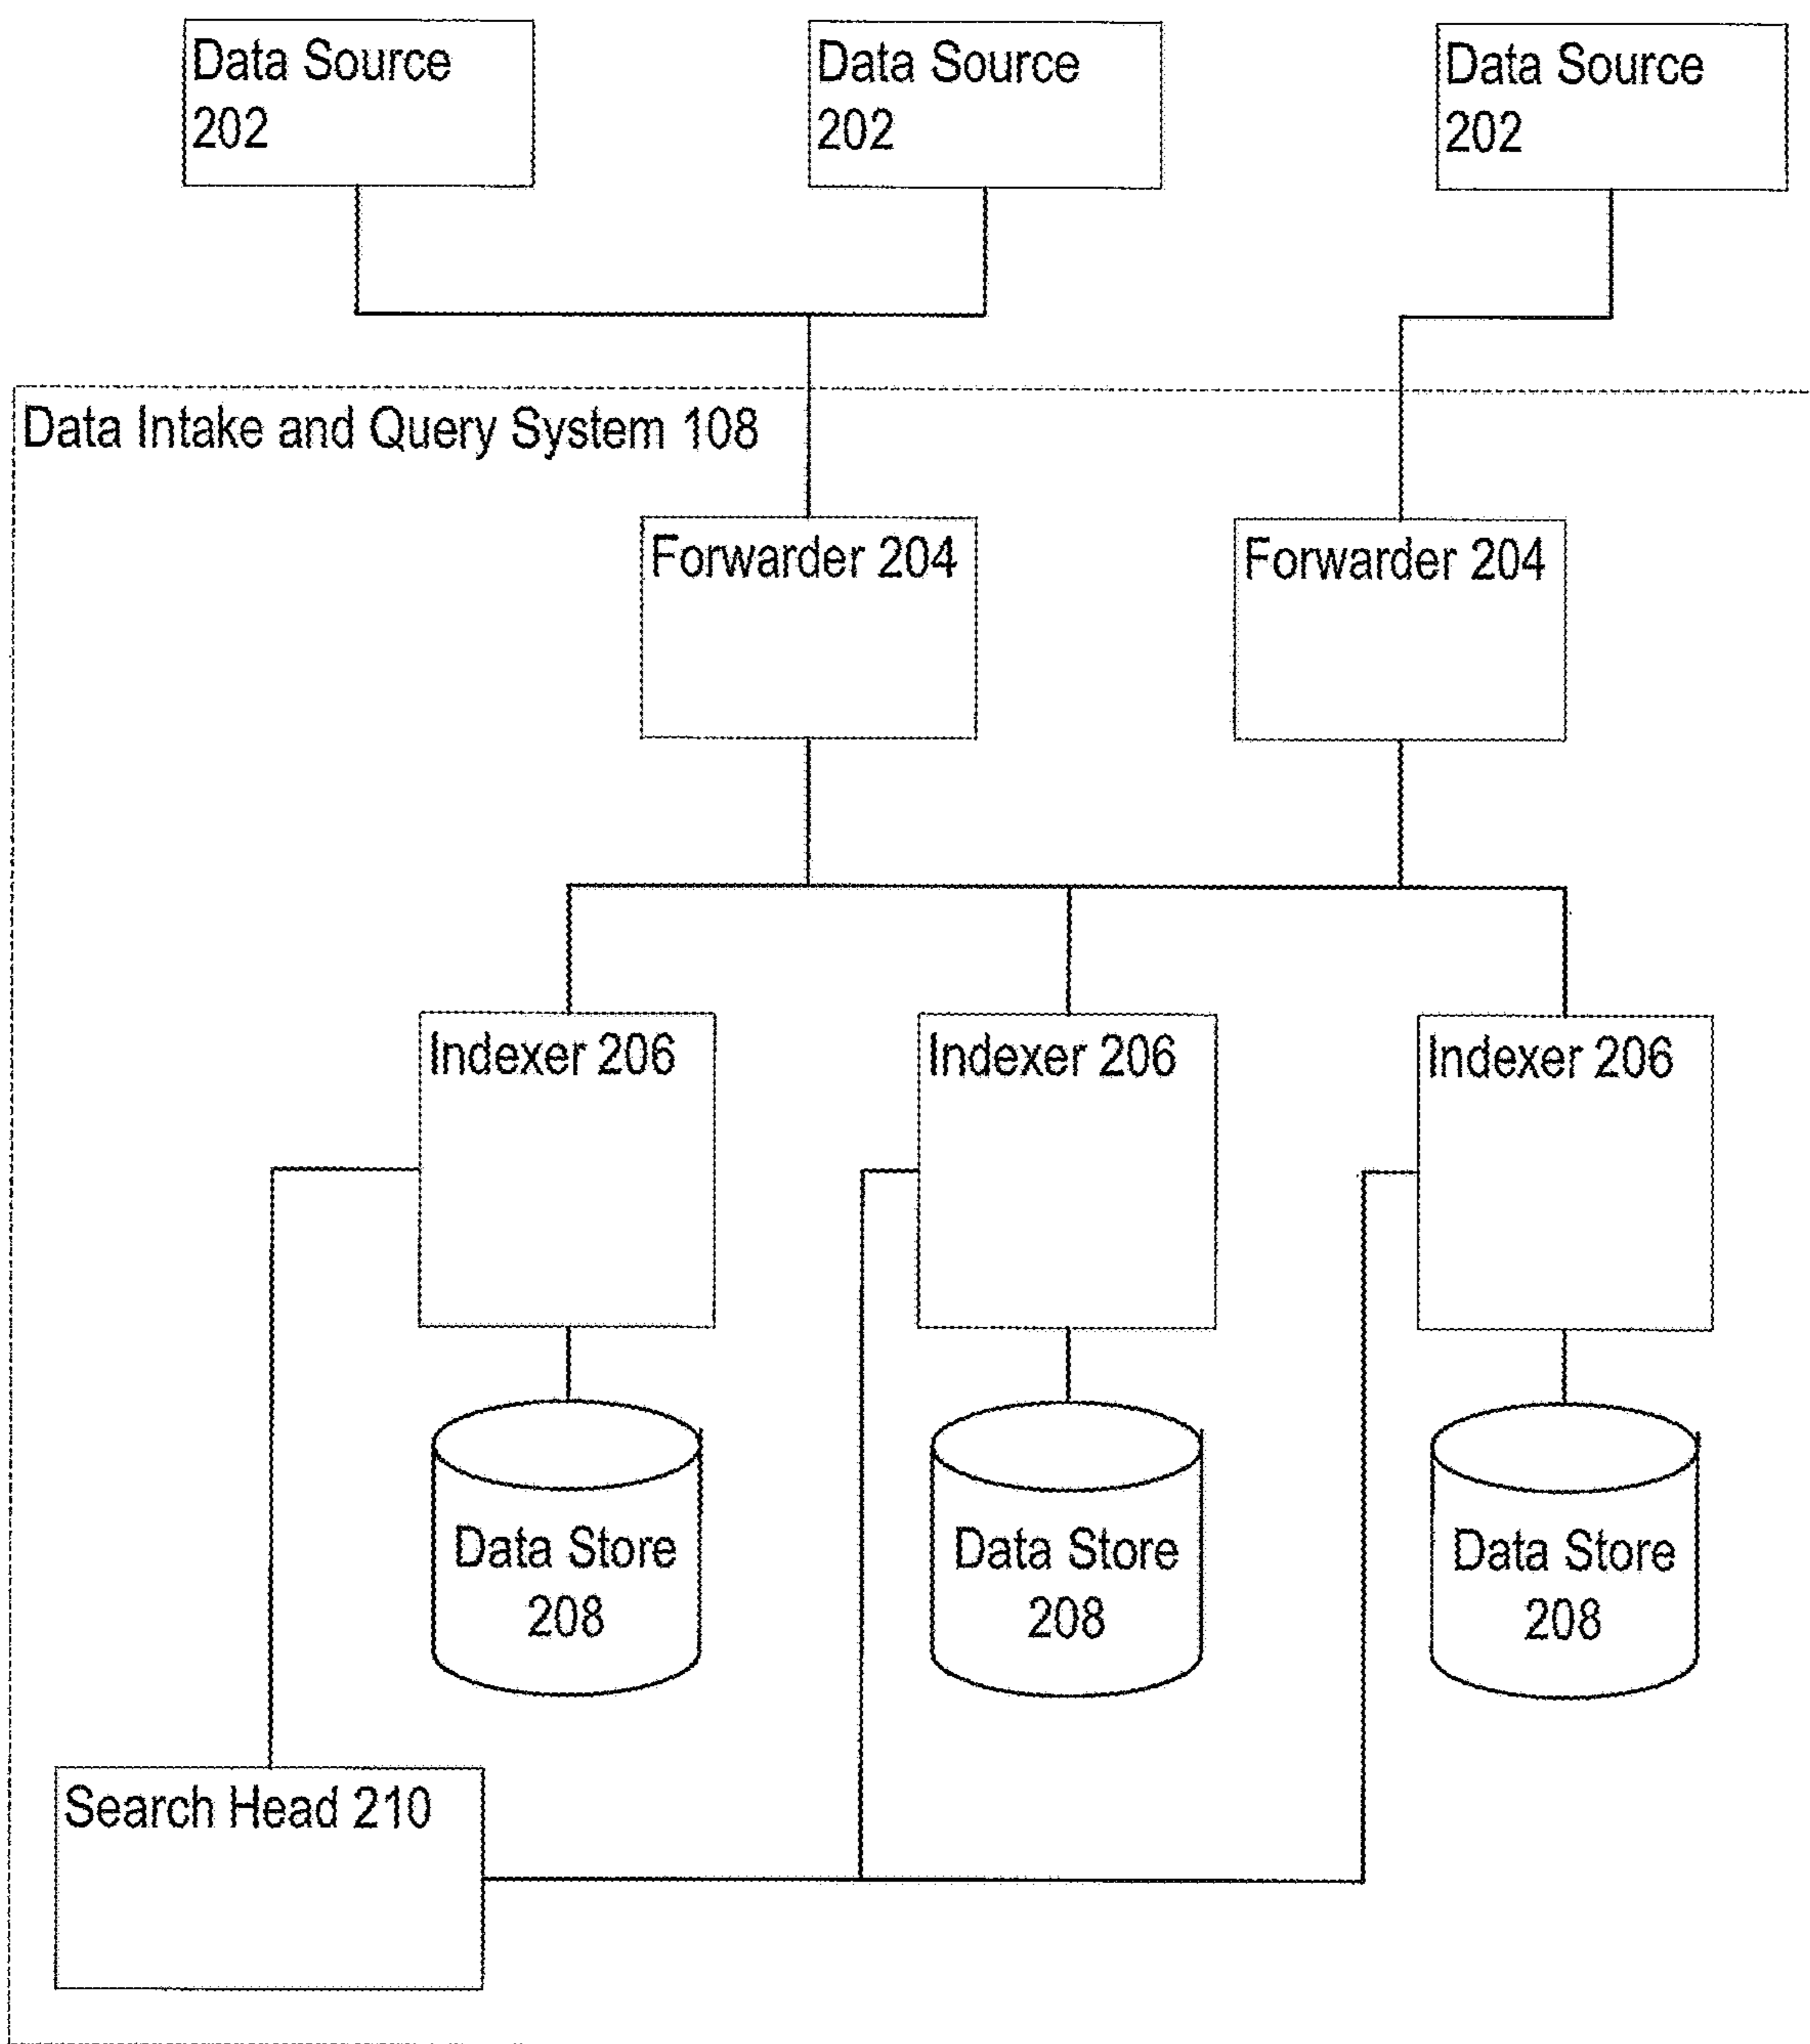 Data Source
202
Data Source
202
Data Source
202
Data Intake and Query System 108
Forwarder 204
Forwarder 204
Indexer 206
Indexer 206
Indexer 206
Data Store
208
Data Store
208
Data Store
208
Search Head 210